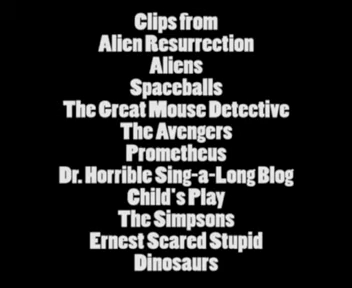 Clips from
Alien Resurrection
Aliens
Spaceballs
The Great Mouse Detective
The Avengers
Prometheus
Dr. Horrible Sing-a-Long Blog
Child's Play
The Simpsons
Ernest Scared Stupid
Dinosaurs